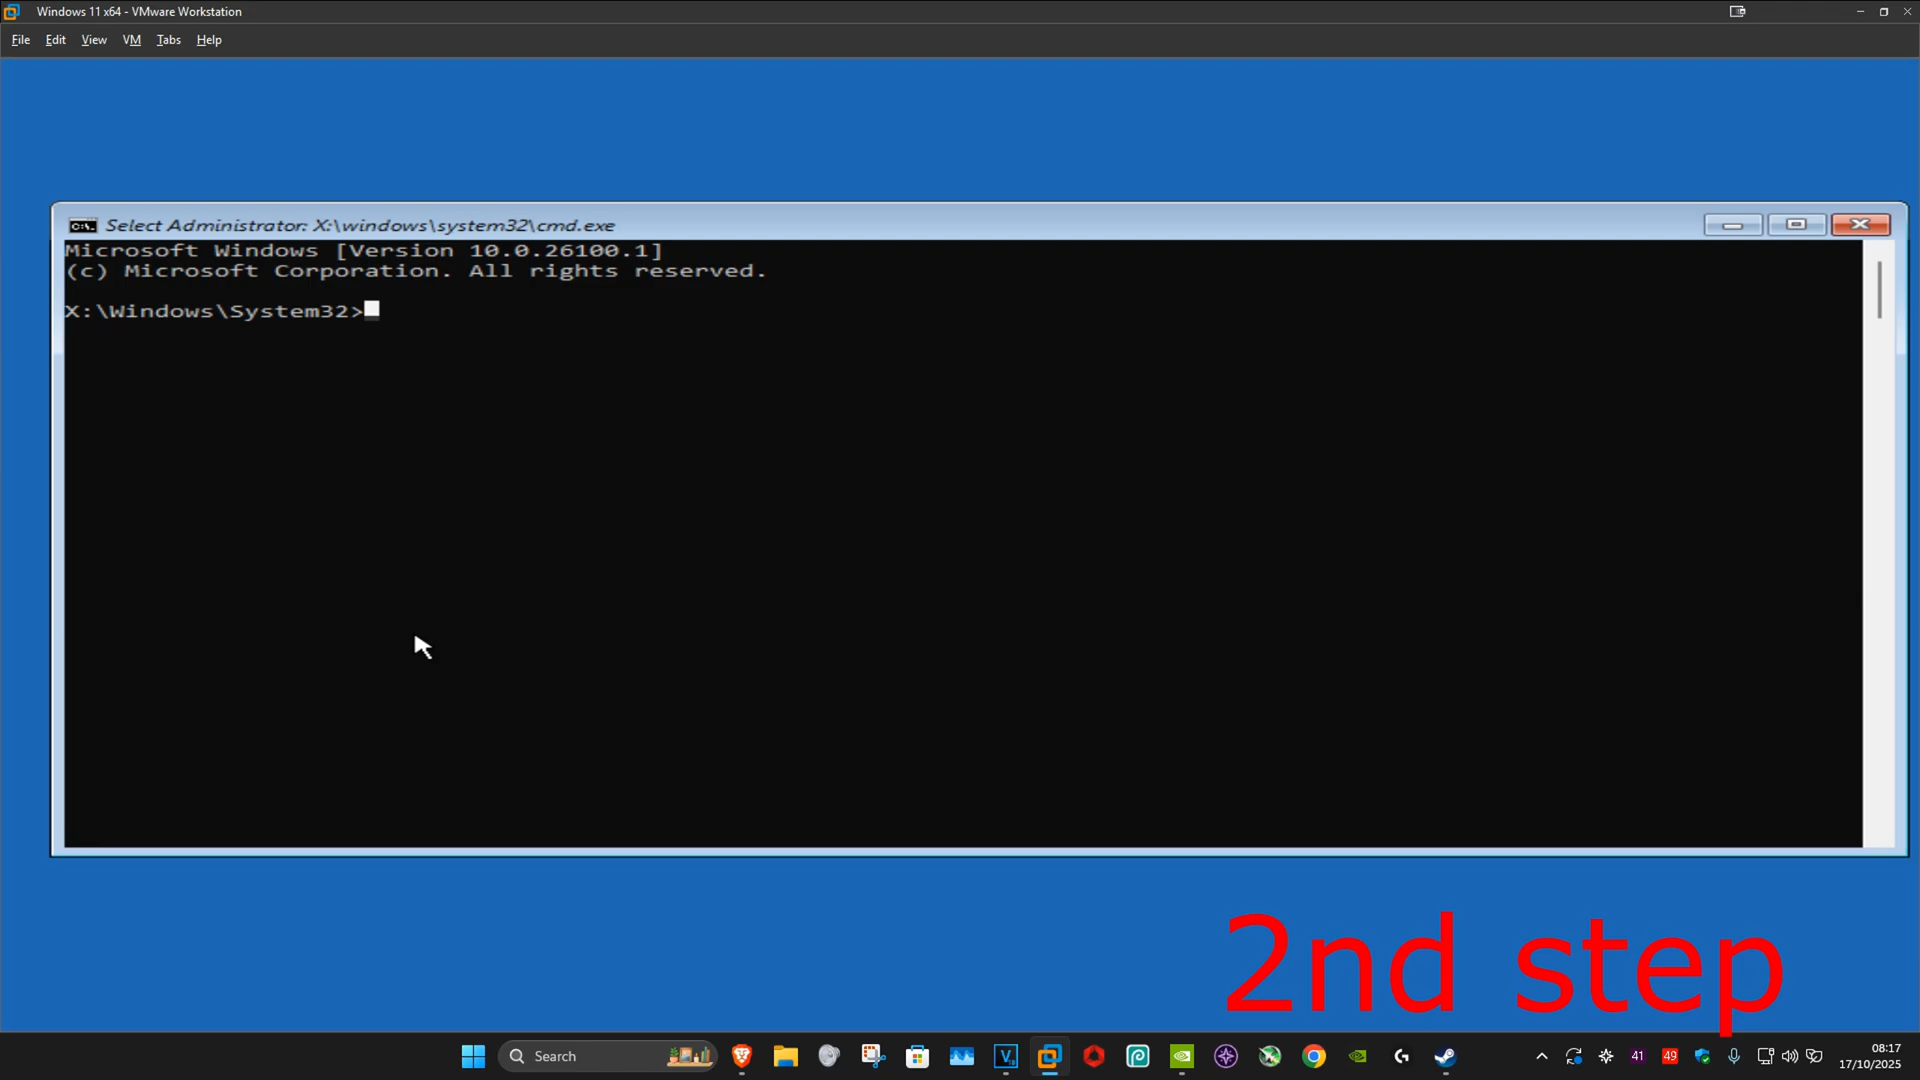 Windows 11 x64 - VMware Workstation
File Edit View VM Tabs Help
Select Administrator: X:\windows\system32\cmd.exe
Microsoft Windows [Version 10.0.26100.1]
(c) Microsoft Corporation. All rights reserved.
X:\Windows\System32>
2nd step
Search
41
49
08:17
17/10/2025